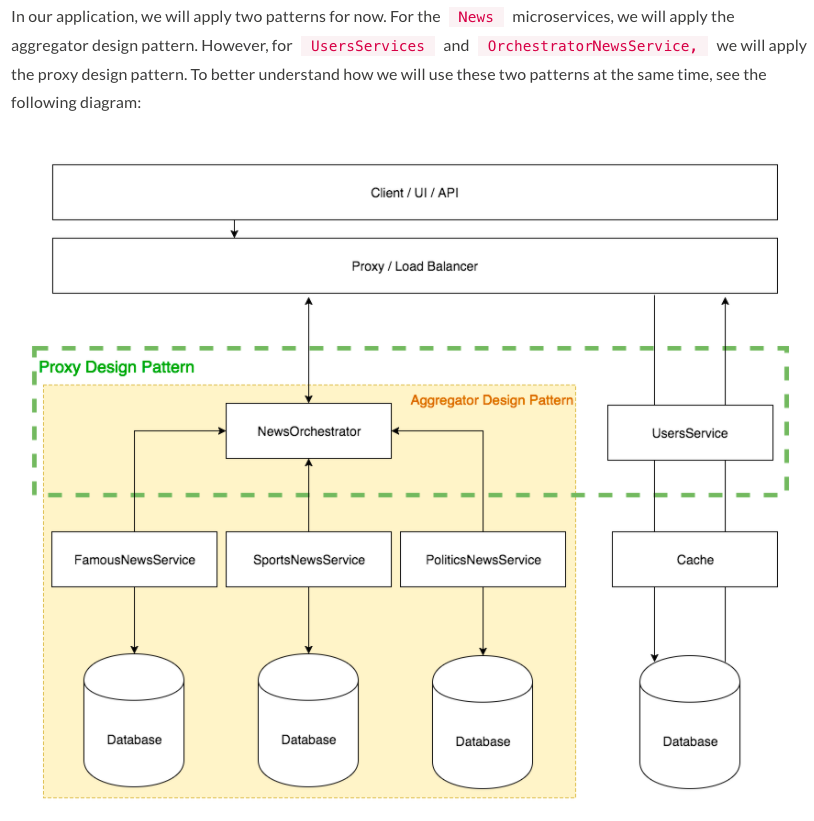 In our application, we will apply two patterns for now. For the News microservices, we will apply the
aggregator design pattern. However, for UsersServices and OrchestratorNewsService, we will apply
the proxy design pattern. To better understand how we will use these two patterns at the same time, see the
following diagram:
Client / UI / API
Proxy / Load Balancer
Proxy Design Pattern
Aggregator Design Pattern
NewsOrchestrator
UsersService
FamousNewsService
SportsNewsService
PoliticsNewsService
Cache
Database
Database
Database
Database